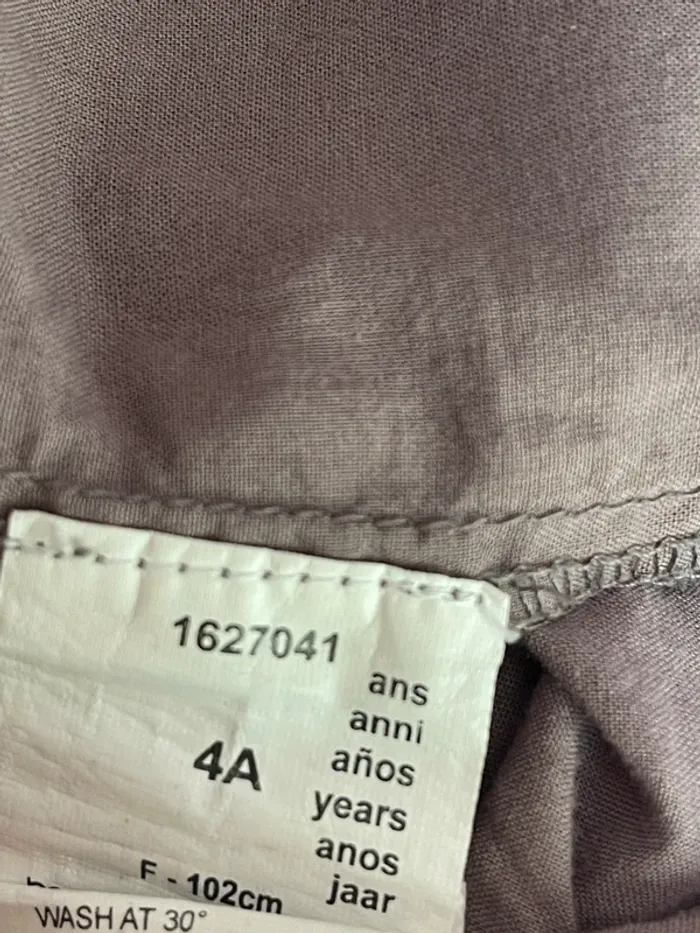 1627041
ans
anni
4A
años
years
anos
F - 102cm
jaar
WASH AT 30°